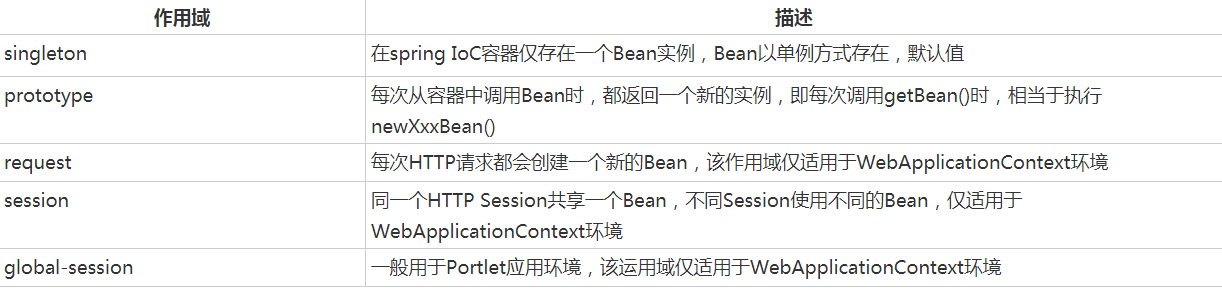 作用域 描述
singleton 在spring IoC容器仅存在一个Bean实例，Bean以单例方式存在，默认值
prototype 每次从容器中调用Bean时，都返回一个新的实例，即每次调用getBean()时，相当于执行
newXxxBean()
request 每次HTTP请求都会创建一个新的Bean，该作用域仅适用于WebApplicationContext环境
session 同一个HTTP Session共享一个Bean，不同Session使用不同的Bean，仅适用于
WebApplicationContext环境
global-session 一般用于Portlet应用环境，该运用域仅适用于WebApplicationContext环境